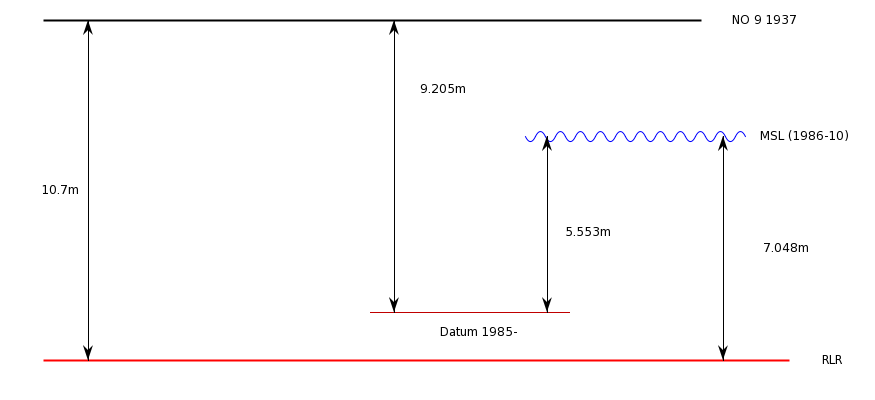 NO 9 1937
9.205m
MSL (1986-10)
10.7m
5.553m
7.048m
Datum 1985-
RLR